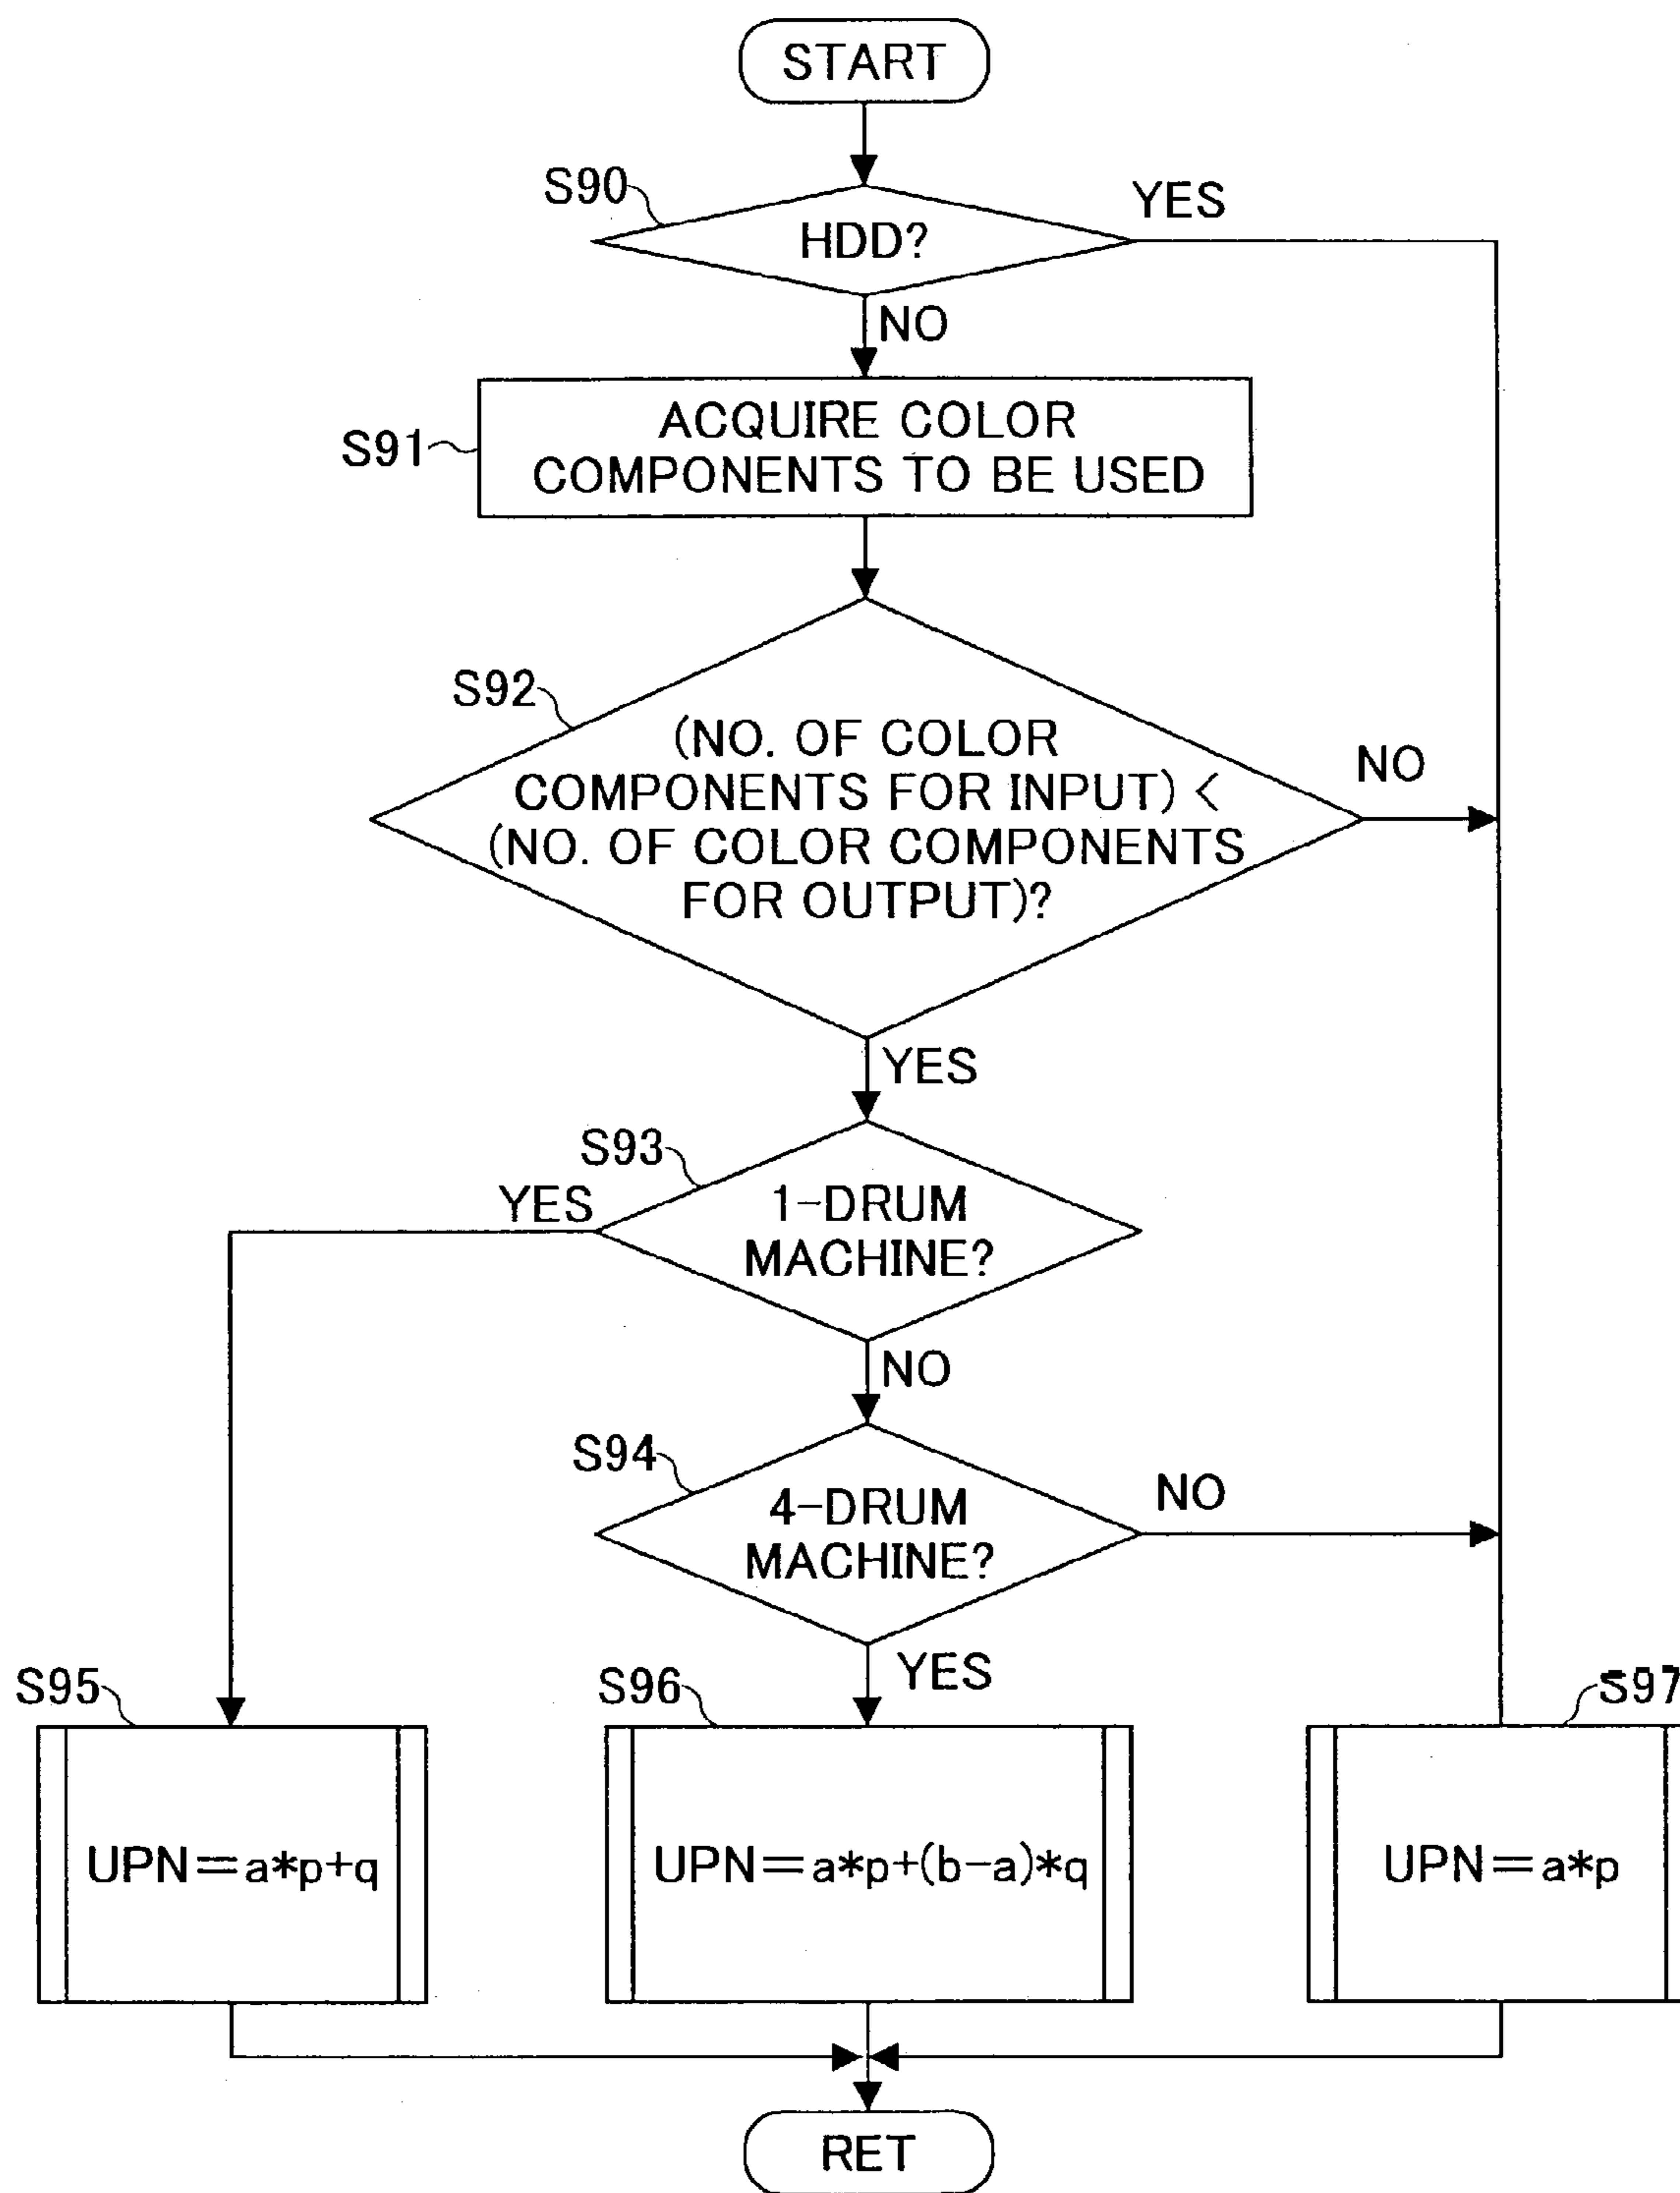 START
S90
YES
HDD?
NO
S91
ACQUIRE COLOR
COMPONENTS TO BE USED
S92
(NO. OF COLOR
COMPONENTS FOR INPUT) <
(NO. OF COLOR COMPONENTS
FOR OUTPUT)?
NO
YES
S93
YES
1-DRUM
MACHINE?
NO
S94
4-DRUM
MACHINE?
NO
YES
S95
S96
S97
UPN=a*p+q
UPN=a*p+(b-a)*q
UPN=a*p
RET